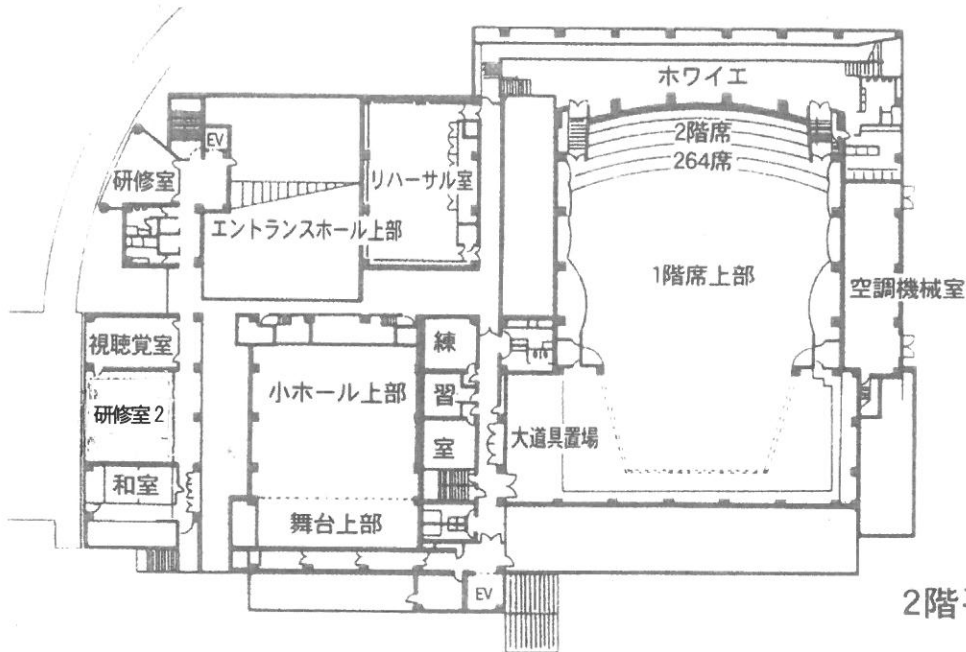 ホワイエ
2階席
264席
EV
研修室
リハーサル室
エントランスホール上部
1階席上部
空調機械室
視聴覚室
練
習
室
小ホール上部
研修室2
大道具置場
和室
舞台上部
EV
2階